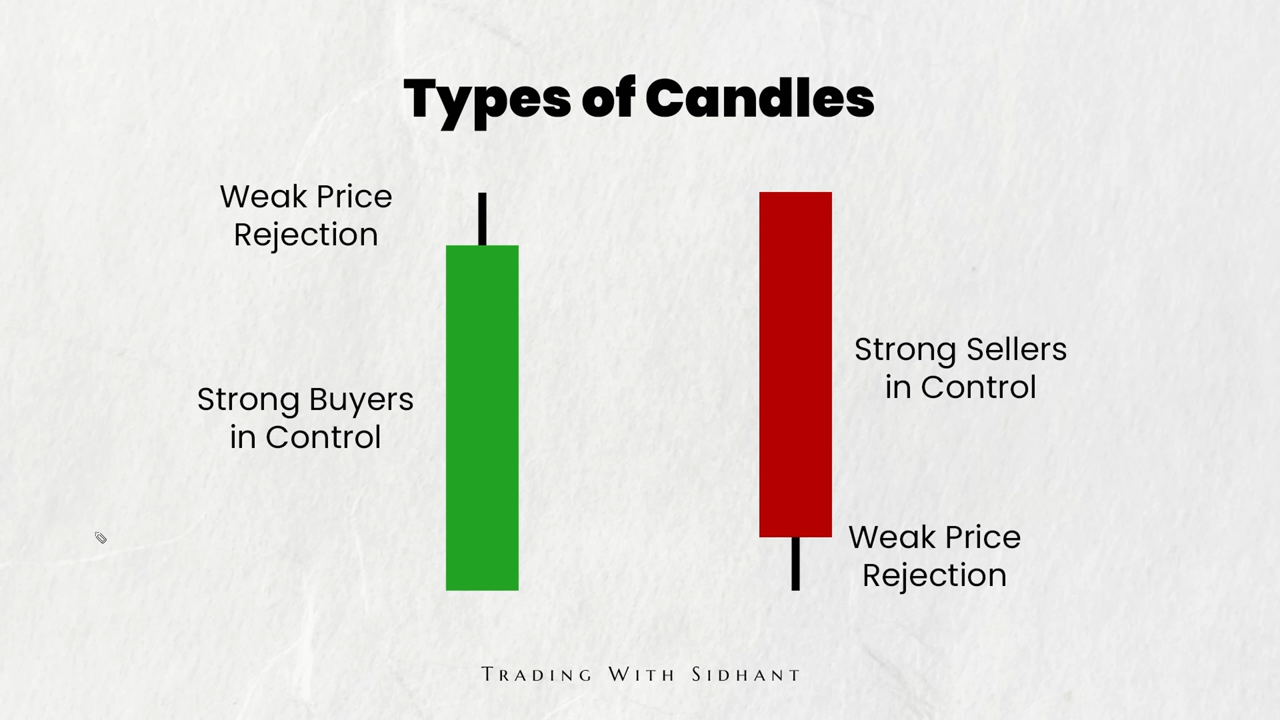 Types of Candles
Weak Price
Rejection
Strong Buyers
in Control
Strong Sellers
in Control
Weak Price
Rejection
Trading With Sidhant